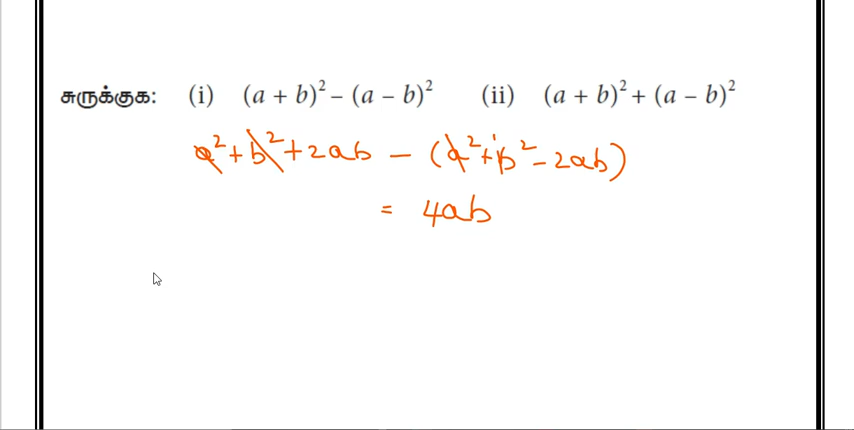 சுருக்குக: (i) (a + b)² – (a – b)² (ii) (a + b)² + (a – b)²
a² + b² + 2ab – (a² + b² – 2ab)
= 4ab